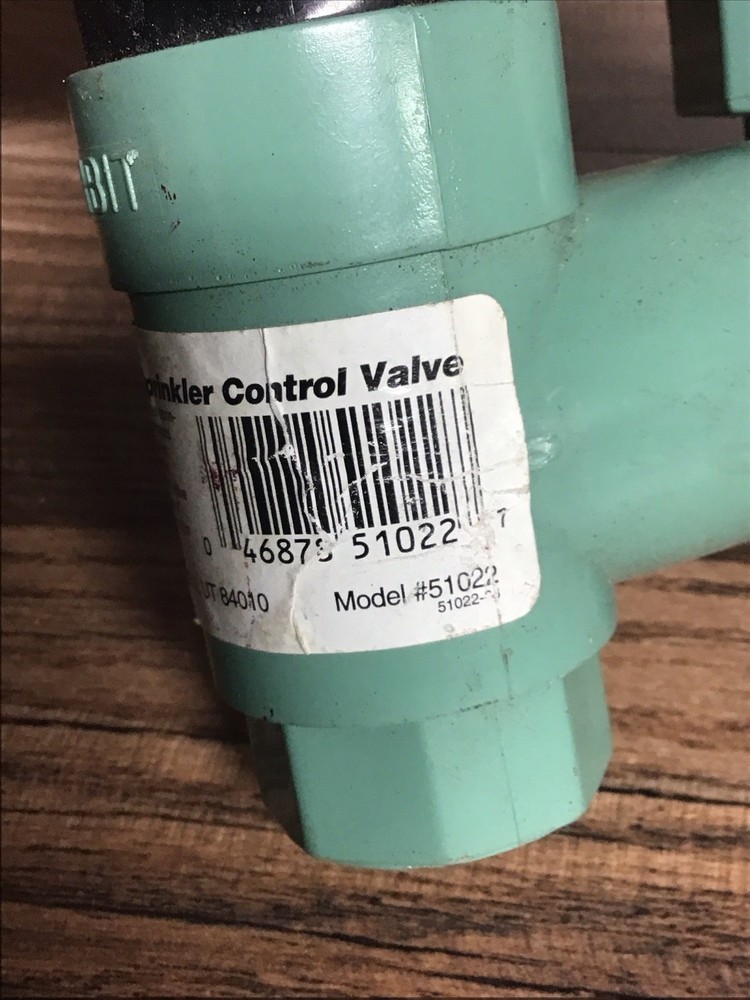 BIT
Sprinkler Control Valve
0 46878 51022 7
UT 84010
Model #51022